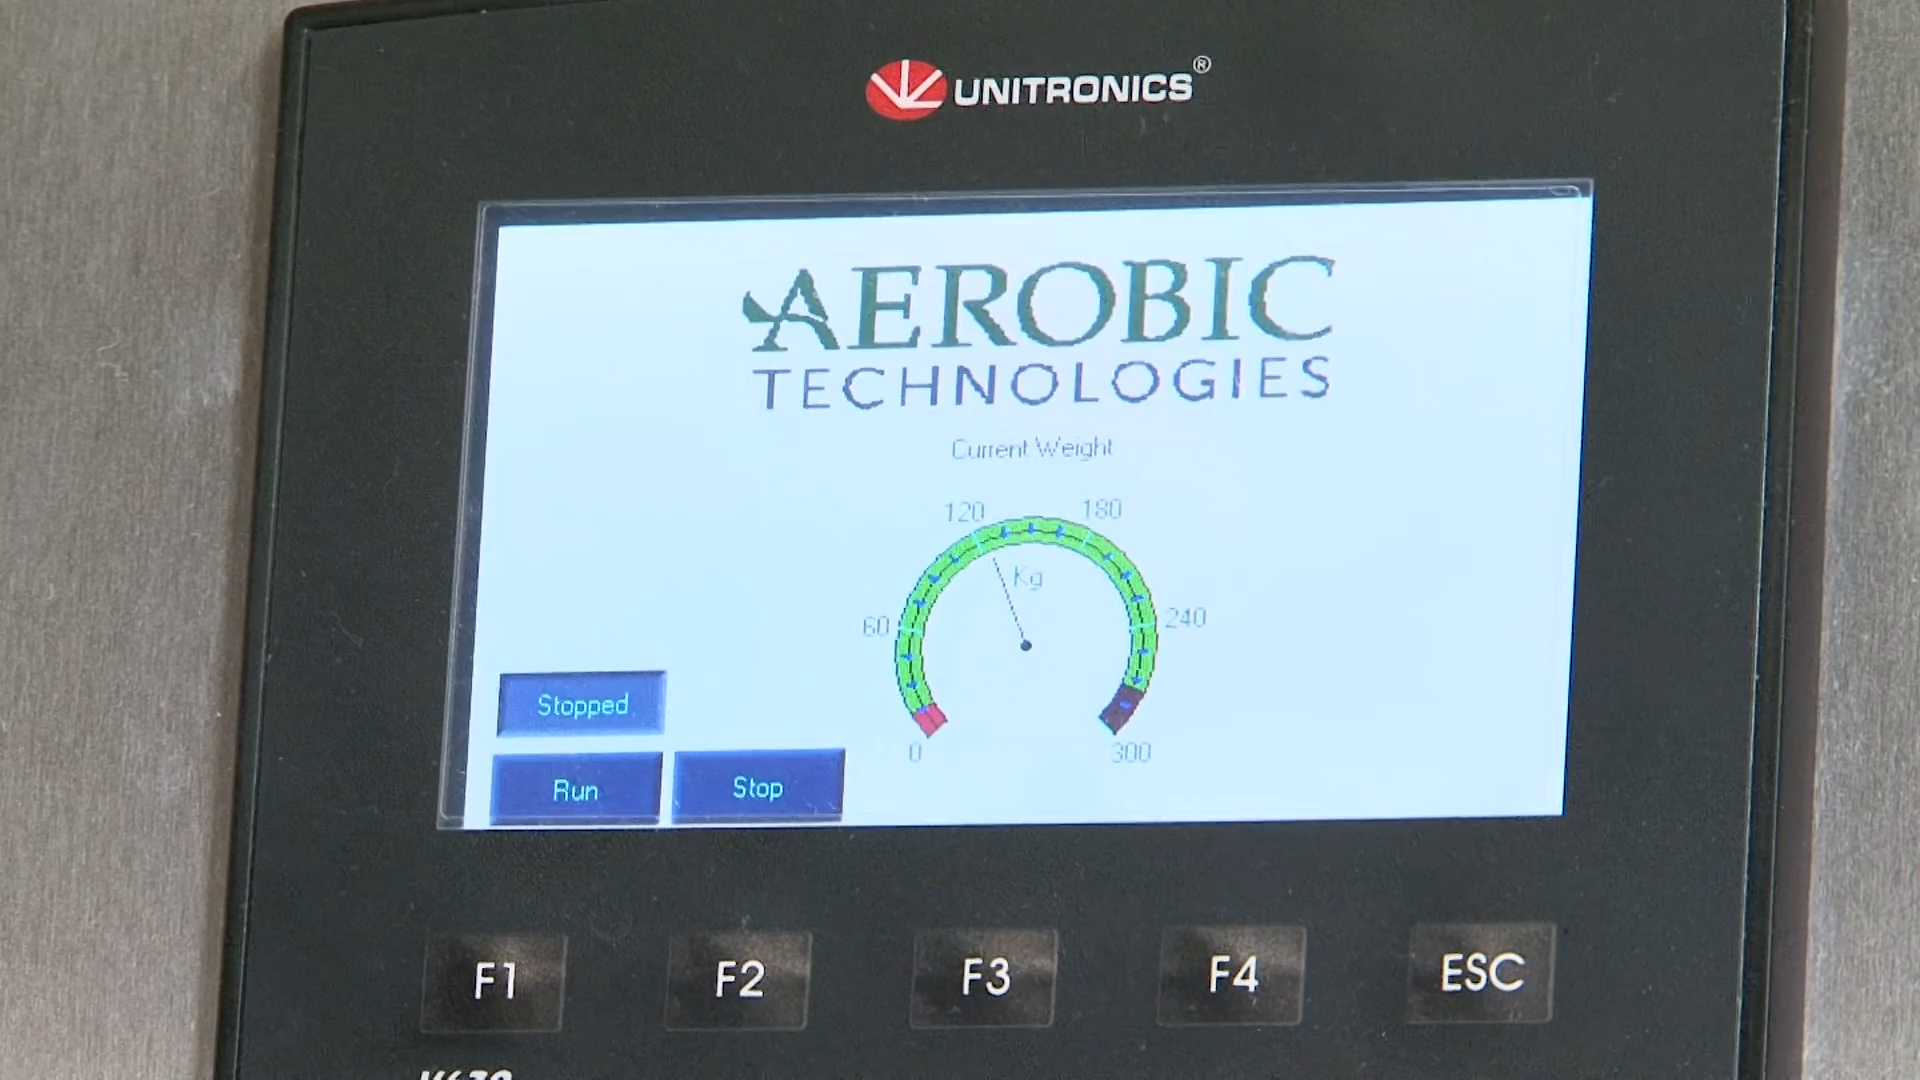 UNITRONICS®
AEROBIC
TECHNOLOGIES
Current Weight
120 180
Kg
60 240
0 300
Stopped
Run Stop
F1 F2 F3 F4 ESC